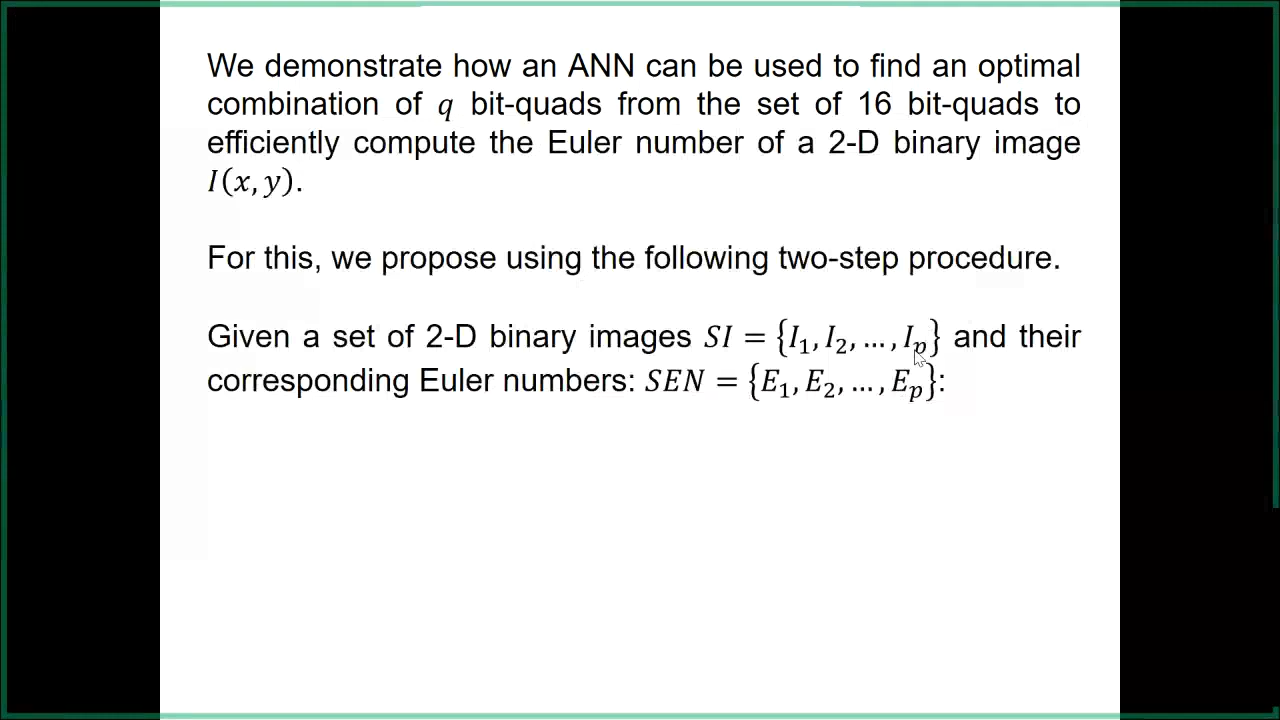 We demonstrate how an ANN can be used to find an optimal
combination of q bit-quads from the set of 16 bit-quads to
efficiently compute the Euler number of a 2-D binary image
I(x, y).
For this, we propose using the following two-step procedure.
Given a set of 2-D binary images SI = {I₁, I₂, … , Iₚ} and their
corresponding Euler numbers: SEN = {E₁, E₂, … , Eₚ}: